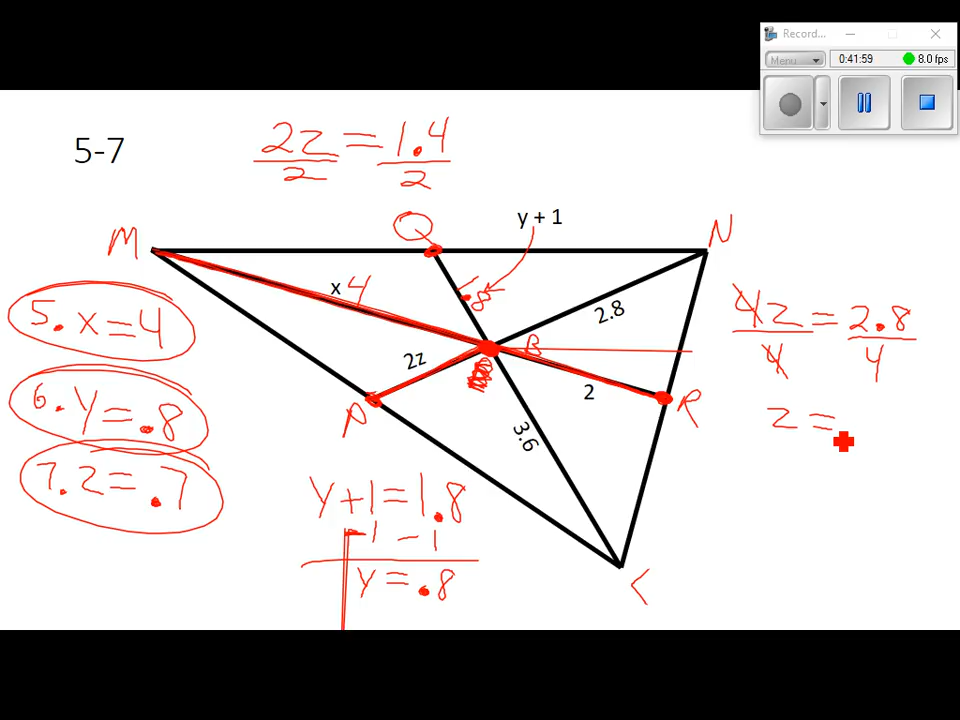 Record...
Menu
0:41:59
8.0 fps
5-7
2z = 1.4
2 2
Q
y + 1
M
N
x 4
.8
2.8
5. x = 4
4z = 2.8
4 4
B
2z
2
R
P
z =
6. y = .8
3.6
7. z = .7
y + 1 = 1.8
-1 -1
y = .8
L